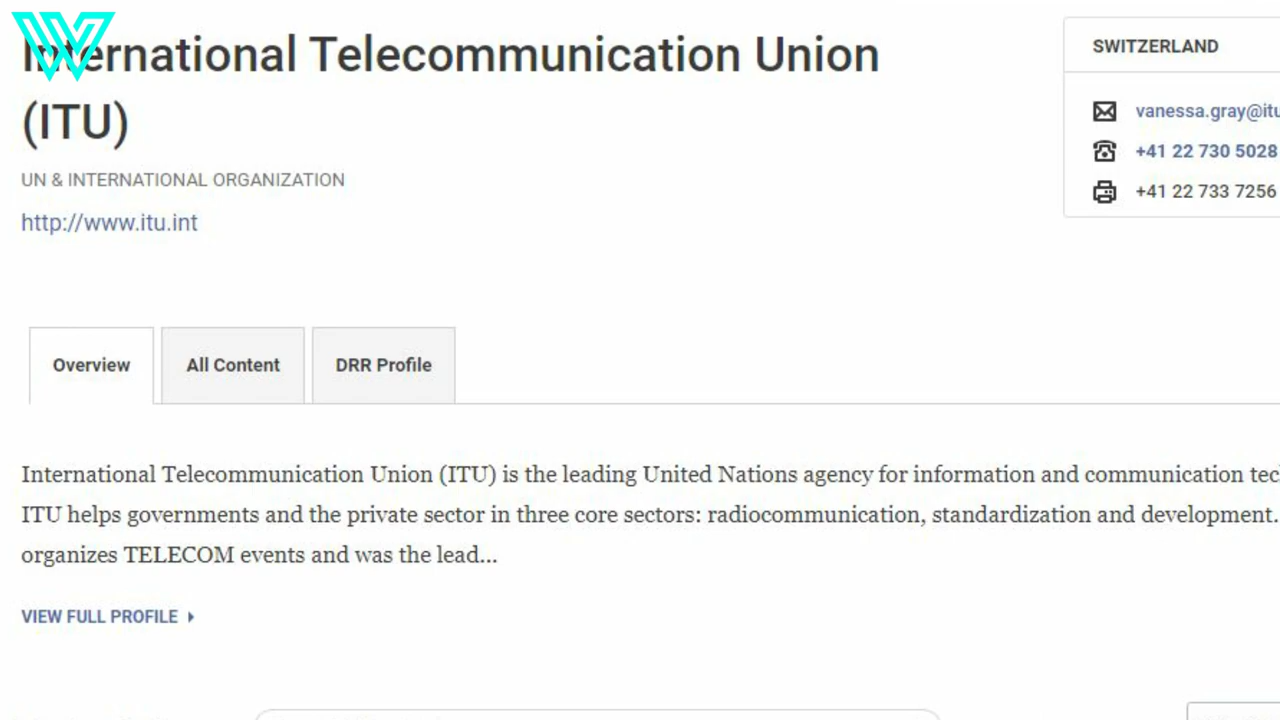 International Telecommunication Union
(ITU)
UN & INTERNATIONAL ORGANIZATION
http://www.itu.int
SWITZERLAND
vanessa.gray@itu
+41 22 730 5028
+41 22 733 7256
Overview
All Content
DRR Profile
International Telecommunication Union (ITU) is the leading United Nations agency for information and communication tec
ITU helps governments and the private sector in three core sectors: radiocommunication, standardization and development.
organizes TELECOM events and was the lead...
VIEW FULL PROFILE